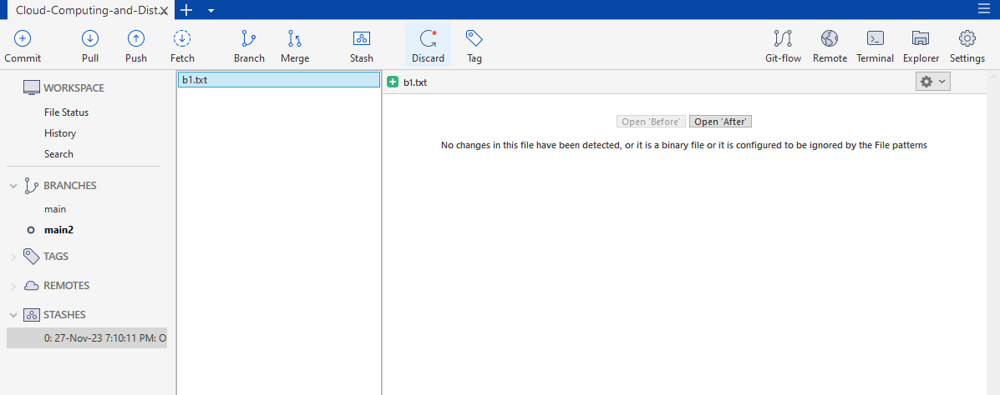 Cloud-Computing-and-Dist.
Commit Pull Push Fetch Branch Merge Stash Discard Tag Git-flow Remote Terminal Explorer Settings
WORKSPACE
File Status
History
Search
BRANCHES
main
main2
TAGS
REMOTES
STASHES
0: 27-Nov-23 7:10:11 PM: O
b1.txt
b1.txt
Open 'Before' Open 'After'
No changes in this file have been detected, or it is a binary file or it is configured to be ignored by the File patterns